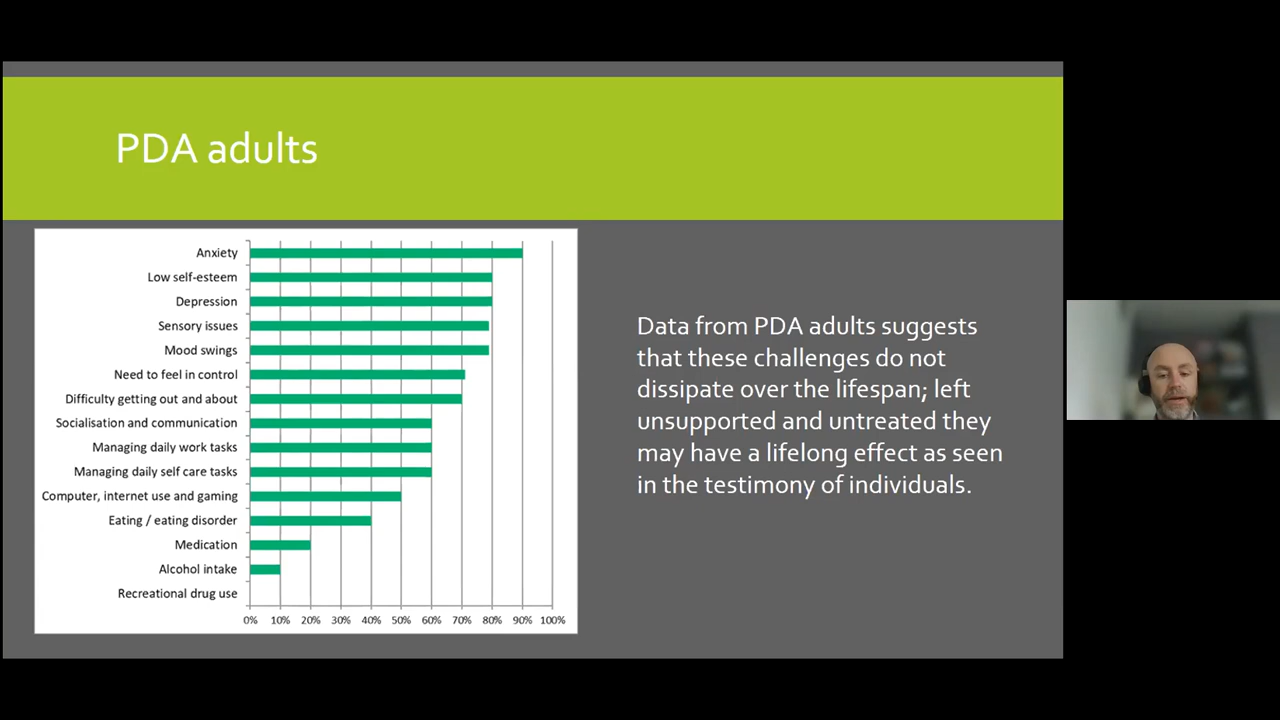 PDA adults
Anxiety
Low self-esteem
Depression
Sensory issues
Mood swings
Need to feel in control
Difficulty getting out and about
Socialisation and communication
Managing daily work tasks
Managing daily self care tasks
Computer, internet use and gaming
Eating / eating disorder
Medication
Alcohol intake
Recreational drug use
0% 10% 20% 30% 40% 50% 60% 70% 80% 90% 100%
Data from PDA adults suggests
that these challenges do not
dissipate over the lifespan; left
unsupported and untreated they
may have a lifelong effect as seen
in the testimony of individuals.